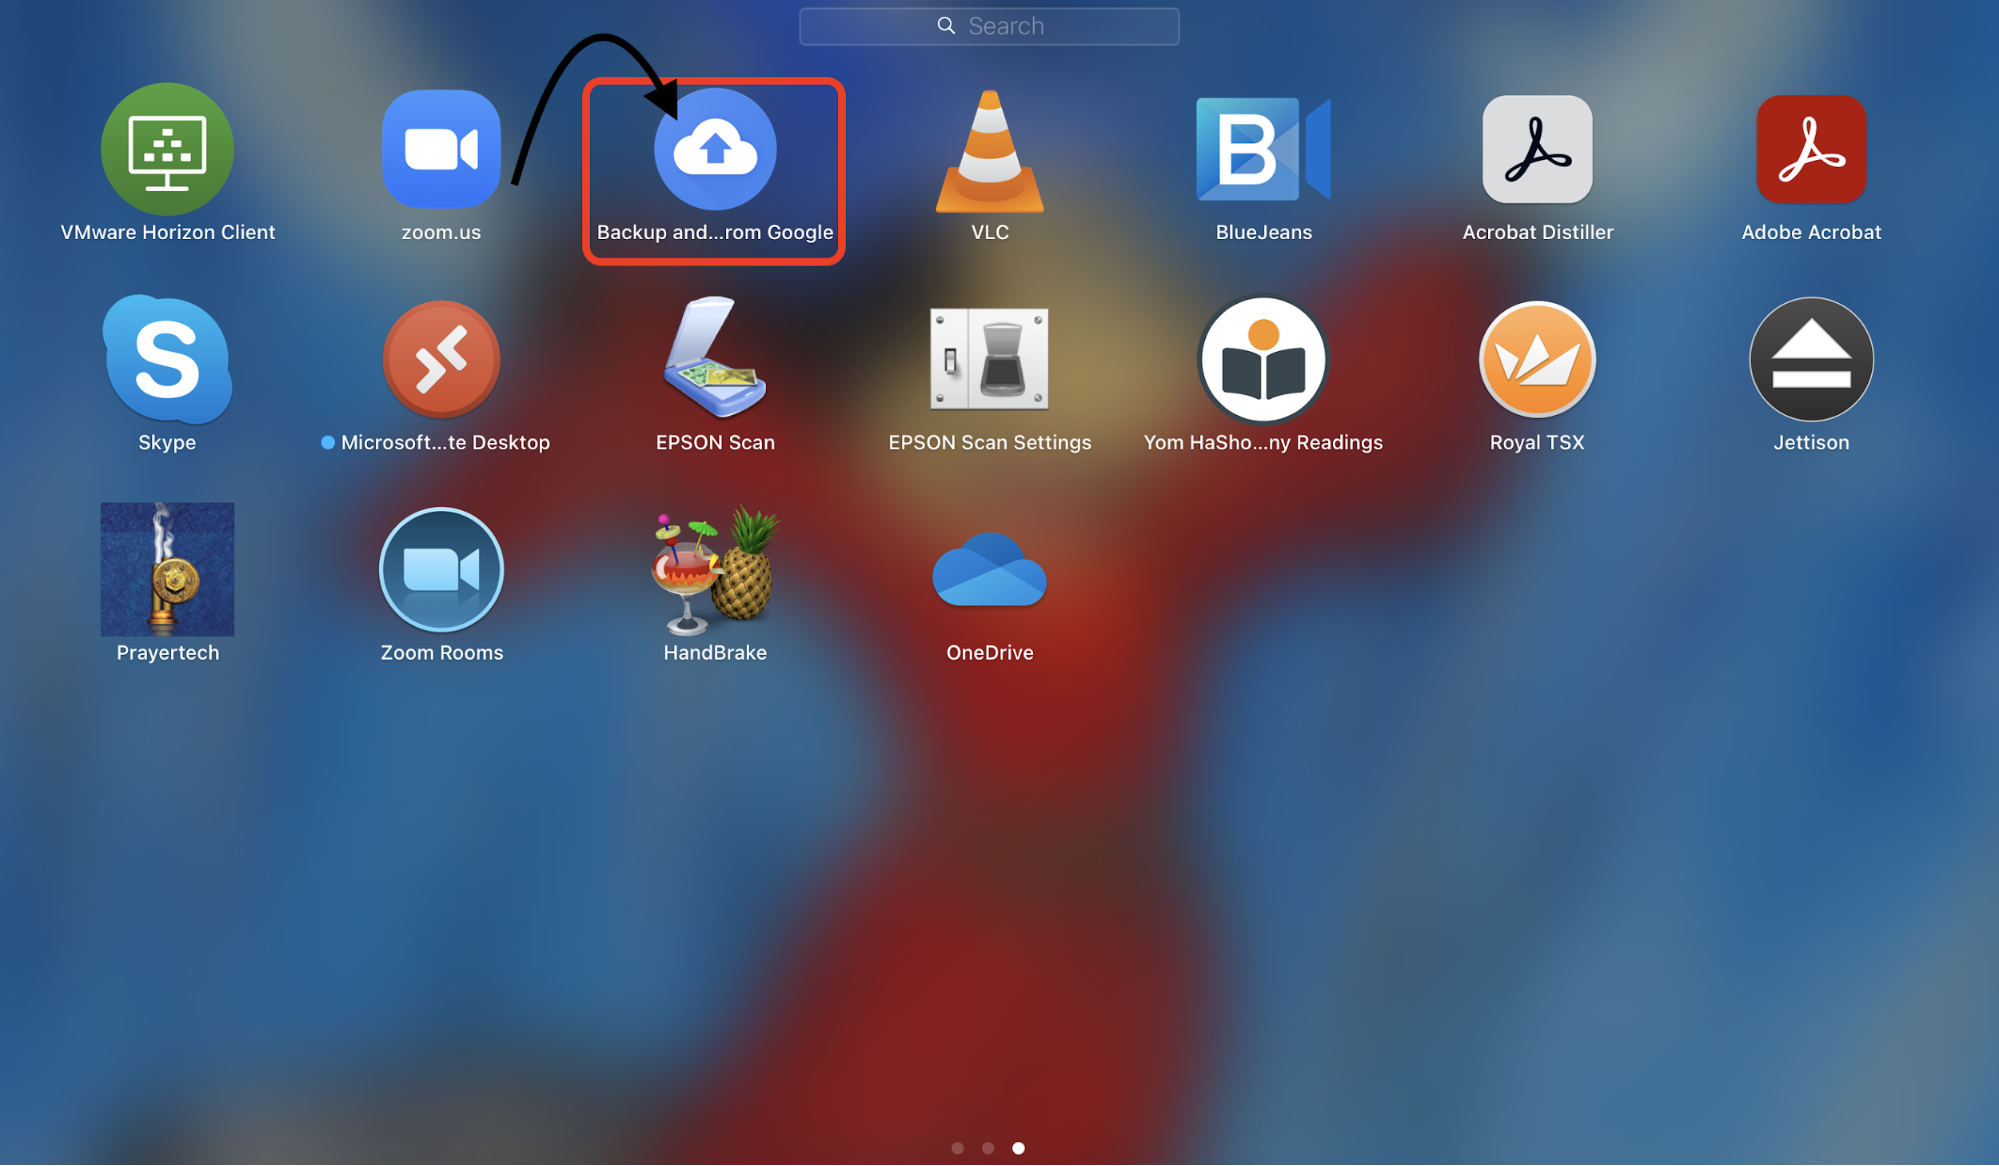 Search
VMware Horizon Client
zoom.us
Backup and...rom Google
VLC
B
BlueJeans
Acrobat Distiller
Adobe Acrobat
S
Skype
Microsoft...te Desktop
EPSON Scan
EPSON Scan Settings
Yom HaSho...ny Readings
Royal TSX
Jettison
Prayertech
Zoom Rooms
HandBrake
OneDrive